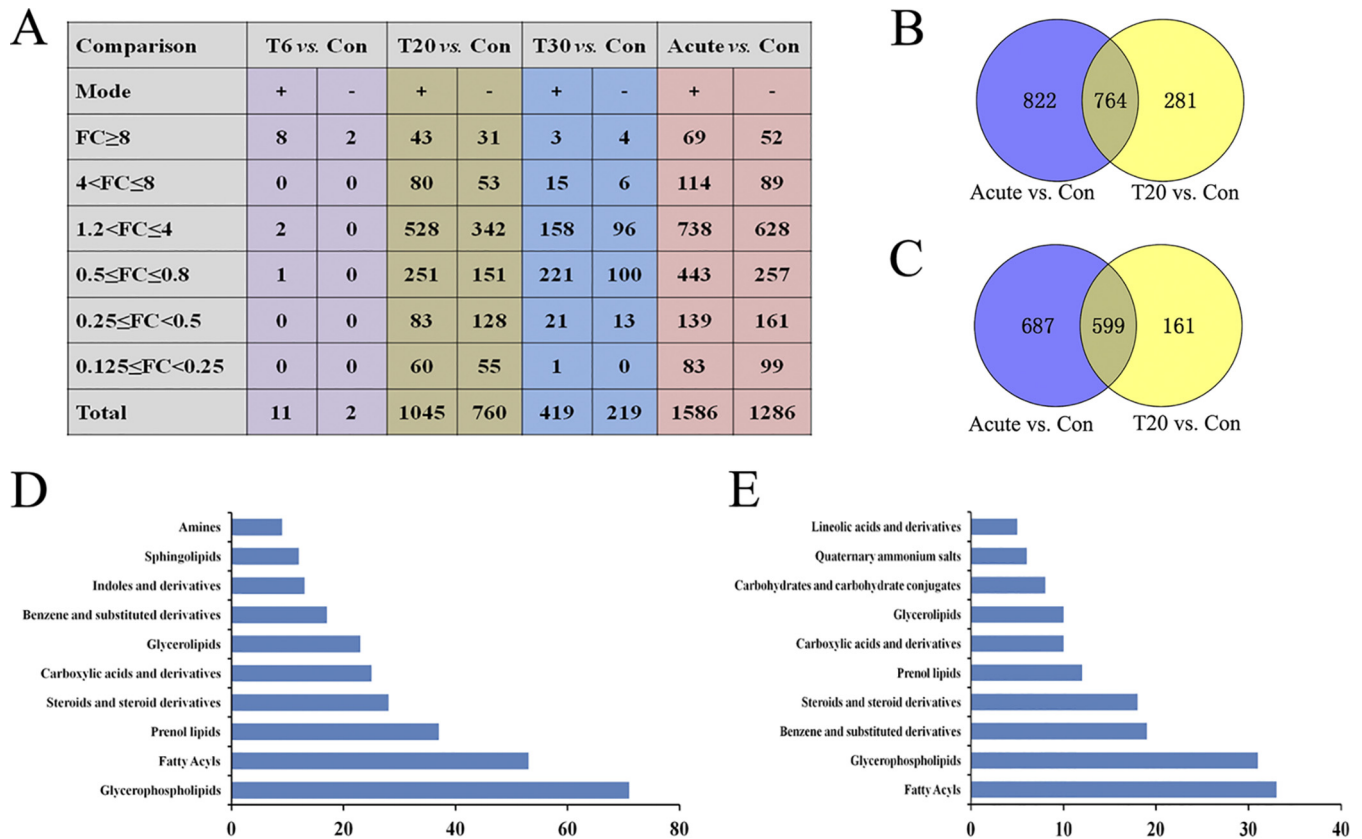 A
Comparison T6 vs. Con T20 vs. Con T30 vs. Con Acute vs. Con
Mode + - + - + - + -
FC≥8 8 2 43 31 3 4 69 52
4<FC≤8 0 0 80 53 15 6 114 89
1.2<FC≤4 2 0 528 342 158 96 738 628
0.5≤FC≤0.8 1 0 251 151 221 100 443 257
0.25≤FC<0.5 0 0 83 128 21 13 139 161
0.125≤FC<0.25 0 0 60 55 1 0 83 99
Total 11 2 1045 760 419 219 1586 1286
B
822 764 281
Acute vs. Con T20 vs. Con
C
687 599 161
Acute vs. Con T20 vs. Con
D
Amines
Sphingolipids
Indoles and derivatives
Benzene and substituted derivatives
Glycerolipids
Carboxylic acids and derivatives
Steroids and steroid derivatives
Prenol lipids
Fatty Acyls
Glycerophospholipids
0 20 40 60 80
E
Lineolic acids and derivatives
Quaternary ammonium salts
Carbohydrates and carbohydrate conjugates
Glycerolipids
Carboxylic acids and derivatives
Prenol lipids
Steroids and steroid derivatives
Benzene and substituted derivatives
Glycerophospholipids
Fatty Acyls
0 10 20 30 40